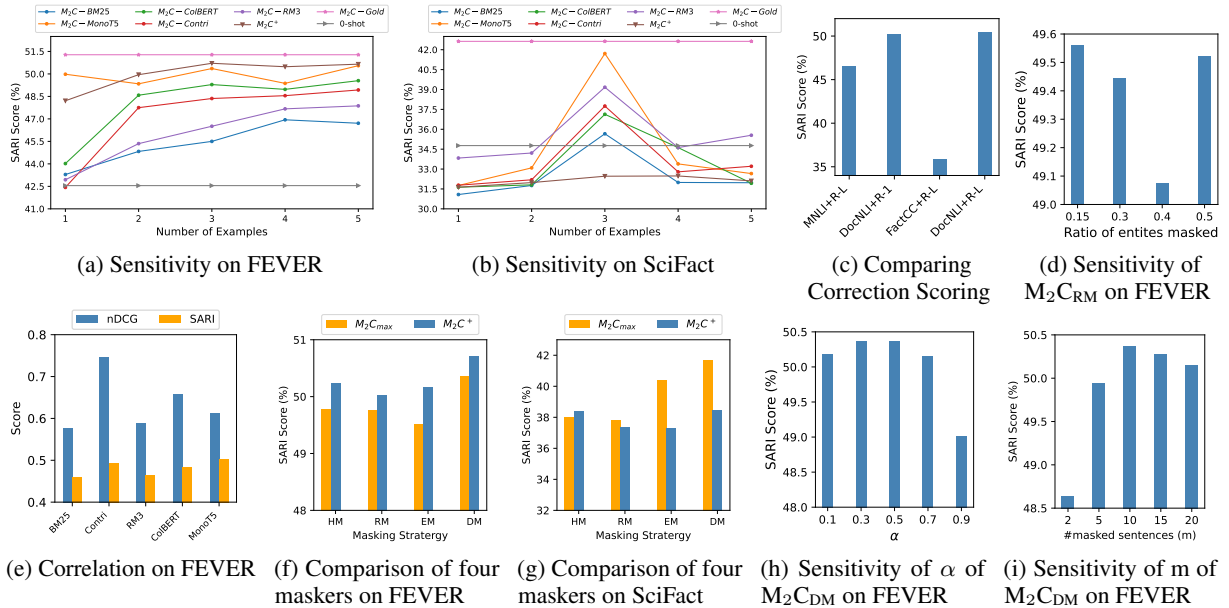 M₂C−BM25 M₂C−ColBERT M₂C−RM3 M₂C−Gold
M₂C−MonoT5 M₂C−Contri M₂C⁺ 0-shot
SARI Score (%)
51.5
50.0
48.5
47.0
45.5
44.0
42.5
41.0
1 2 3 4 5
Number of Examples
(a) Sensitivity on FEVER
M₂C−BM25 M₂C−ColBERT M₂C−RM3 M₂C−Gold
M₂C−MonoT5 M₂C−Contri M₂C⁺ 0-shot
SARI Score (%)
42.0
40.5
39.0
37.5
36.0
34.5
33.0
31.5
30.0
1 2 3 4 5
Number of Examples
(b) Sensitivity on SciFact
SARI Score (%)
50
45
40
35
MNLI+R-L DocNLI+R-1 FactCC+R-L DocNLI+R-L
(c) Comparing
Correction Scoring
SARI Score (%)
49.6
49.5
49.4
49.3
49.2
49.1
49.0
0.15 0.3 0.4 0.5
Ratio of entites masked
(d) Sensitivity of
M₂C_RM on FEVER
nDCG SARI
Score
0.8
0.7
0.6
0.5
0.4
BM25 Contri RM3 ColBERT MonoT5
(e) Correlation on FEVER
M₂C_max M₂C⁺
SARI Score (%)
51
50
49
48
HM RM EM DM
Masking Stratergy
(f) Comparison of four
maskers on FEVER
M₂C_max M₂C⁺
SARI Score (%)
42
40
38
36
34
32
HM RM EM DM
Masking Stratergy
(g) Comparison of four
maskers on SciFact
SARI Score (%)
50.5
50.0
49.5
49.0
48.5
48.0
0.1 0.3 0.5 0.7 0.9
α
(h) Sensitivity of α of
M₂C_DM on FEVER
SARI Score (%)
50.5
50.0
49.5
49.0
48.5
2 5 10 15 20
#masked sentences (m)
(i) Sensitivity of m of
M₂C_DM on FEVER